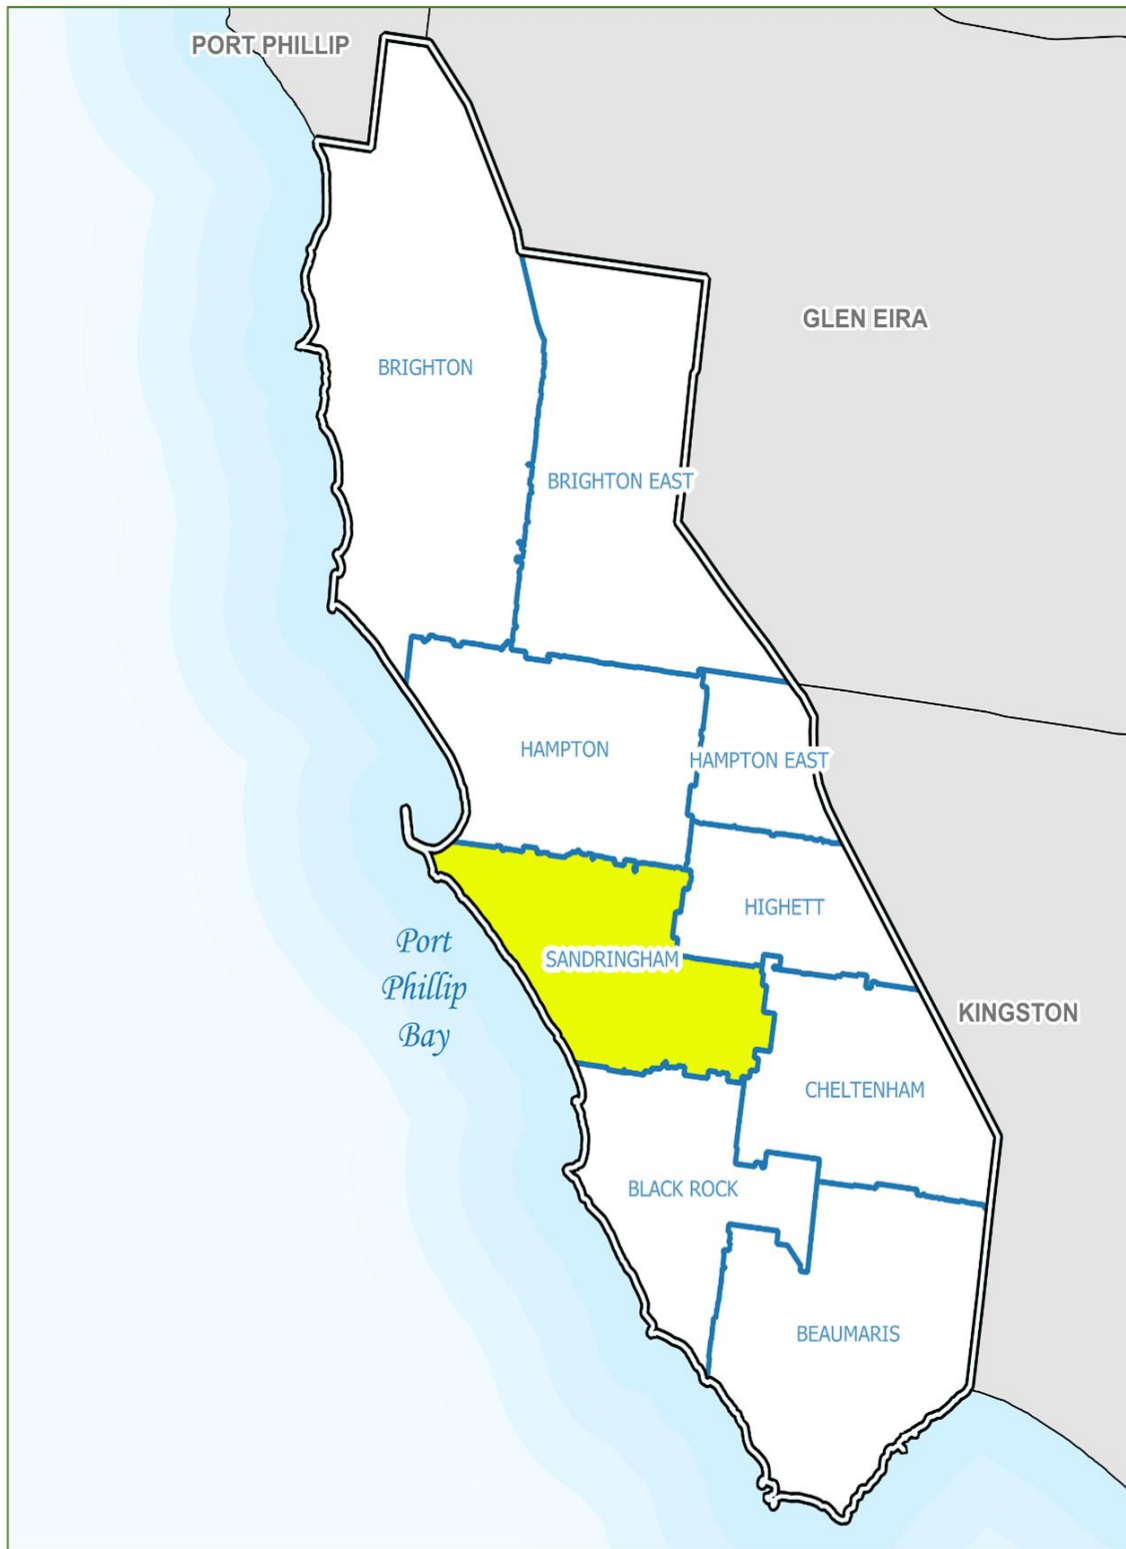 PORT PHILLIP
GLEN EIRA
BRIGHTON
BRIGHTON EAST
HAMPTON
HAMPTON EAST
HIGHETT
SANDRINGHAM
Port
Phillip
Bay
KINGSTON
CHELTENHAM
BLACK ROCK
BEAUMARIS